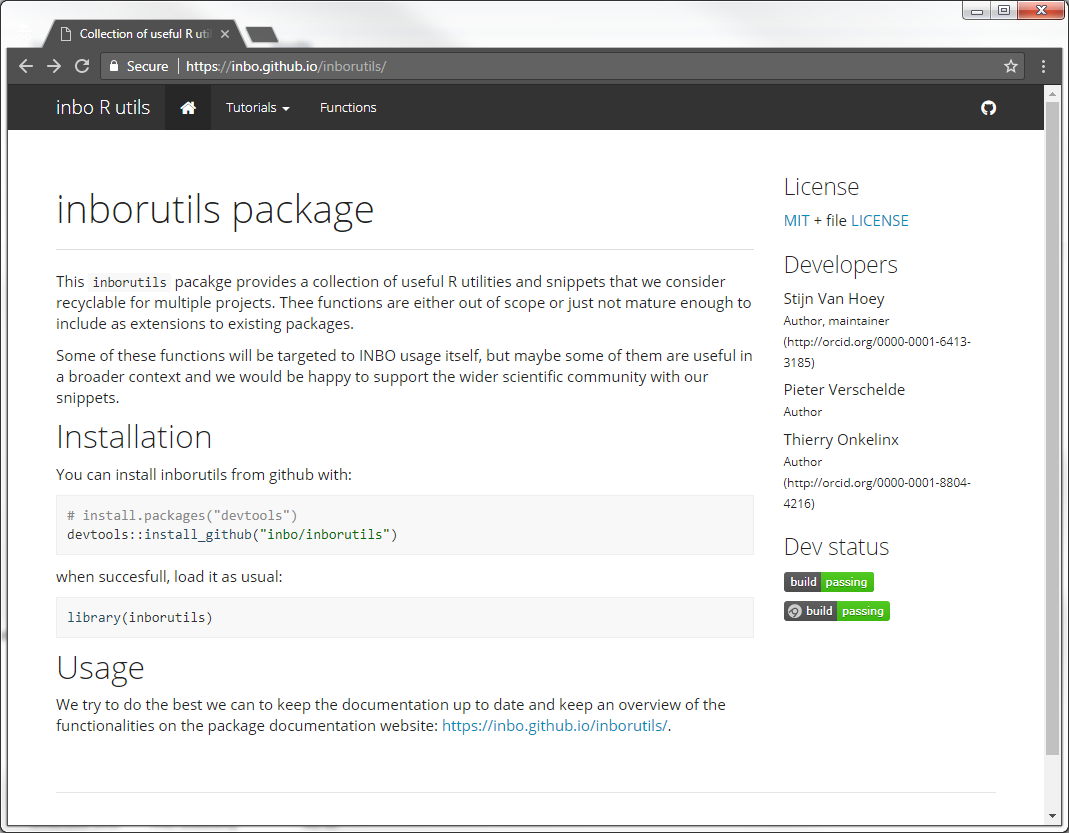 Collection of useful R uti
Secure https://inbo.github.io/inborutils/
inbo R utils Tutorials Functions
inborutils package
This inborutils pacakge provides a collection of useful R utilities and snippets that we consider
recyclable for multiple projects. Thee functions are either out of scope or just not mature enough to
include as extensions to existing packages.
Some of these functions will be targeted to INBO usage itself, but maybe some of them are useful in
a broader context and we would be happy to support the wider scientific community with our
snippets.
Installation
You can install inborutils from github with:
# install.packages("devtools")
devtools::install_github("inbo/inborutils")
when succesfull, load it as usual:
library(inborutils)
Usage
We try to do the best we can to keep the documentation up to date and keep an overview of the
functionalities on the package documentation website: https://inbo.github.io/inborutils/.
License
MIT + file LICENSE
Developers
Stijn Van Hoey
Author, maintainer
(http://orcid.org/0000-0001-6413-
3185)
Pieter Verschelde
Author
Thierry Onkelinx
Author
(http://orcid.org/0000-0001-8804-
4216)
Dev status
build passing
build passing